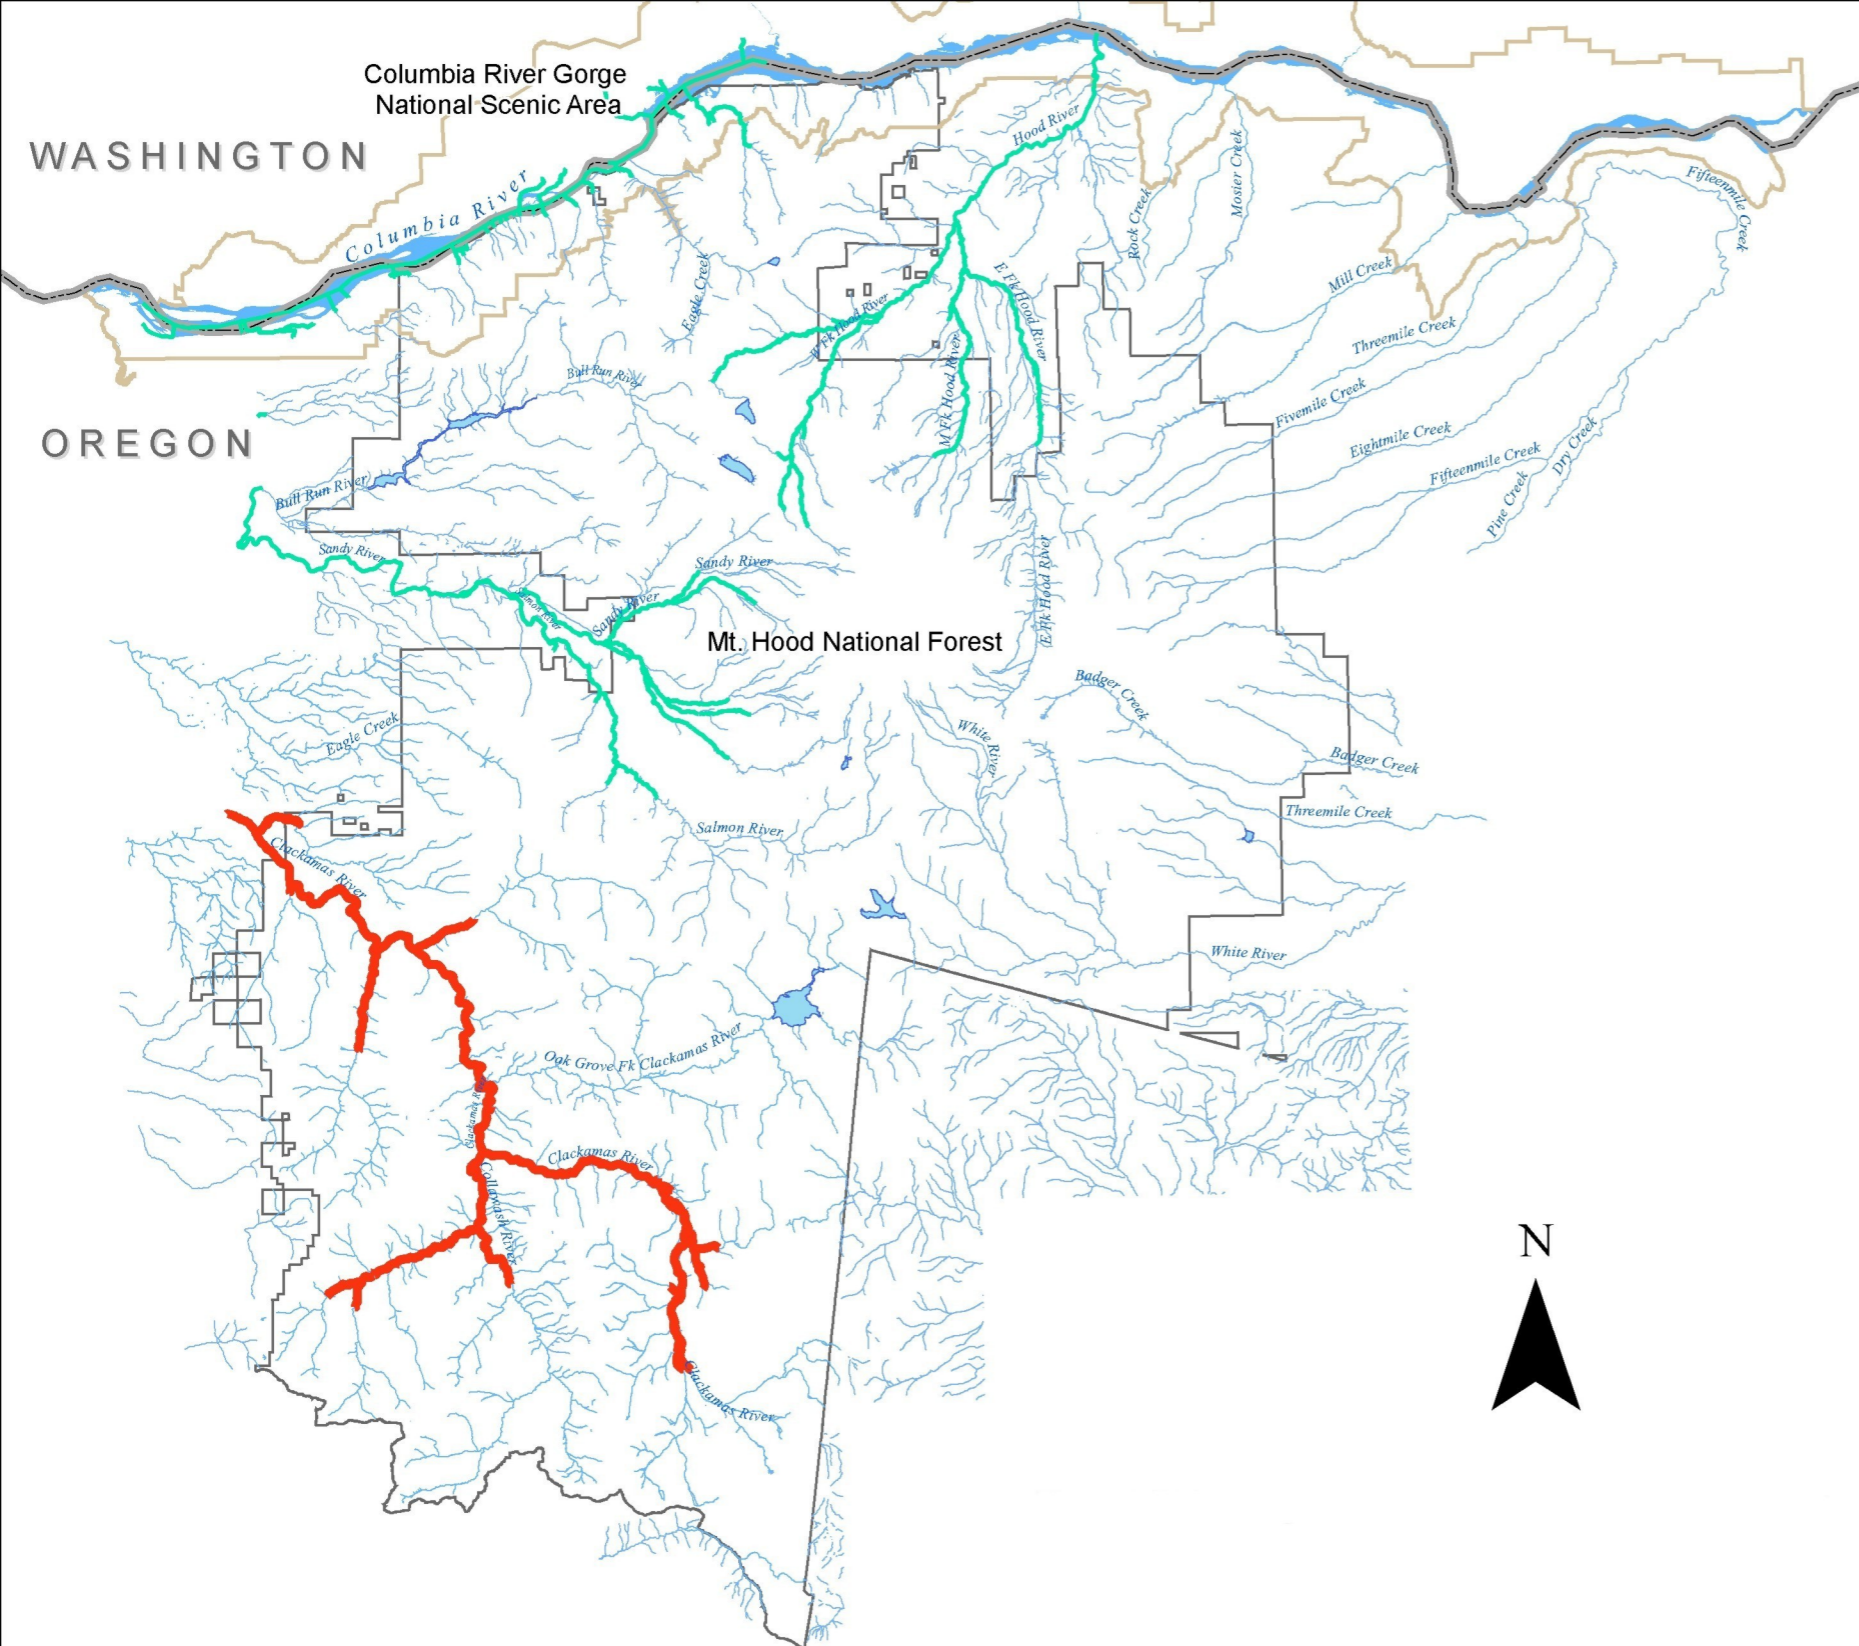 Columbia River Gorge
National Scenic Area
WASHINGTON
Columbia River
Hood River
Rock Creek
Mosier Creek
Fifteenmile Creek
Eagle Creek
E Fk Hood River
W Fk Hood River
M Fk Hood River
Mill Creek
Threemile Creek
Fivemile Creek
Eightmile Creek
Fifteenmile Creek
Dry Creek
Pine Creek
Bull Run River
OREGON
Bull Run River
Sandy River
Sandy River
Salmon River
Sandy River
E Fk Hood River
Mt. Hood National Forest
Badger Creek
Eagle Creek
White River
Badger Creek
Threemile Creek
Salmon River
Clackamas River
White River
Oak Grove Fk Clackamas River
Clackamas River
Clackamas River
Collawash River
N
Clackamas River